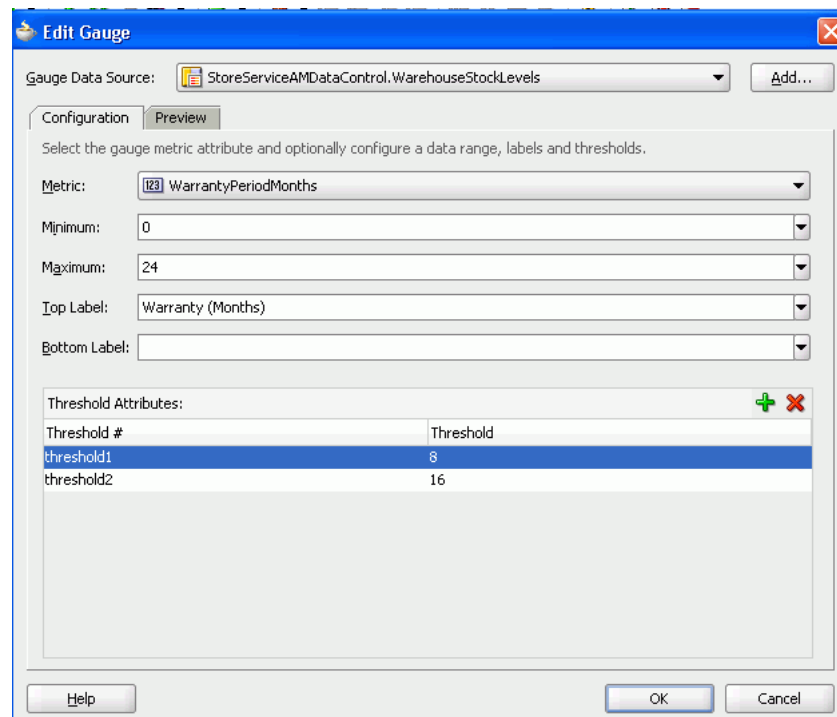 Edit Gauge
Gauge Data Source: StoreServiceAMDataControl.WarehouseStockLevels Add...
Configuration Preview
Select the gauge metric attribute and optionally configure a data range, labels and thresholds.
Metric: 123 WarrantyPeriodMonths
Minimum: 0
Maximum: 24
Top Label: Warranty (Months)
Bottom Label:
Threshold Attributes:
Threshold # Threshold
threshold1 8
threshold2 16
Help OK Cancel